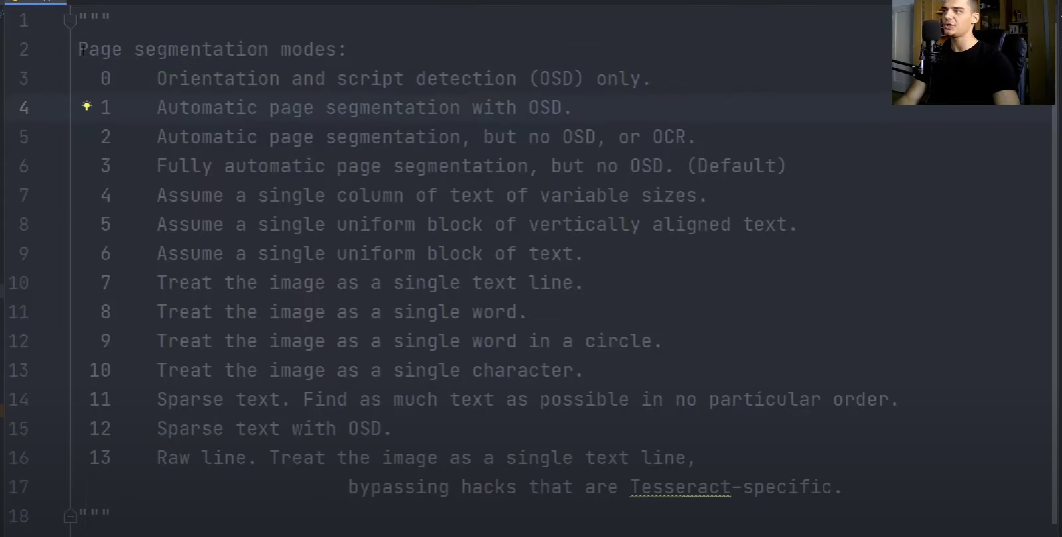 1 """
2 Page segmentation modes:
3 0 Orientation and script detection (OSD) only.
4 1 Automatic page segmentation with OSD.
5 2 Automatic page segmentation, but no OSD, or OCR.
6 3 Fully automatic page segmentation, but no OSD. (Default)
7 4 Assume a single column of text of variable sizes.
8 5 Assume a single uniform block of vertically aligned text.
9 6 Assume a single uniform block of text.
10 7 Treat the image as a single text line.
11 8 Treat the image as a single word.
12 9 Treat the image as a single word in a circle.
13 10 Treat the image as a single character.
14 11 Sparse text. Find as much text as possible in no particular order.
15 12 Sparse text with OSD.
16 13 Raw line. Treat the image as a single text line,
17 bypassing hacks that are Tesseract-specific.
18 """